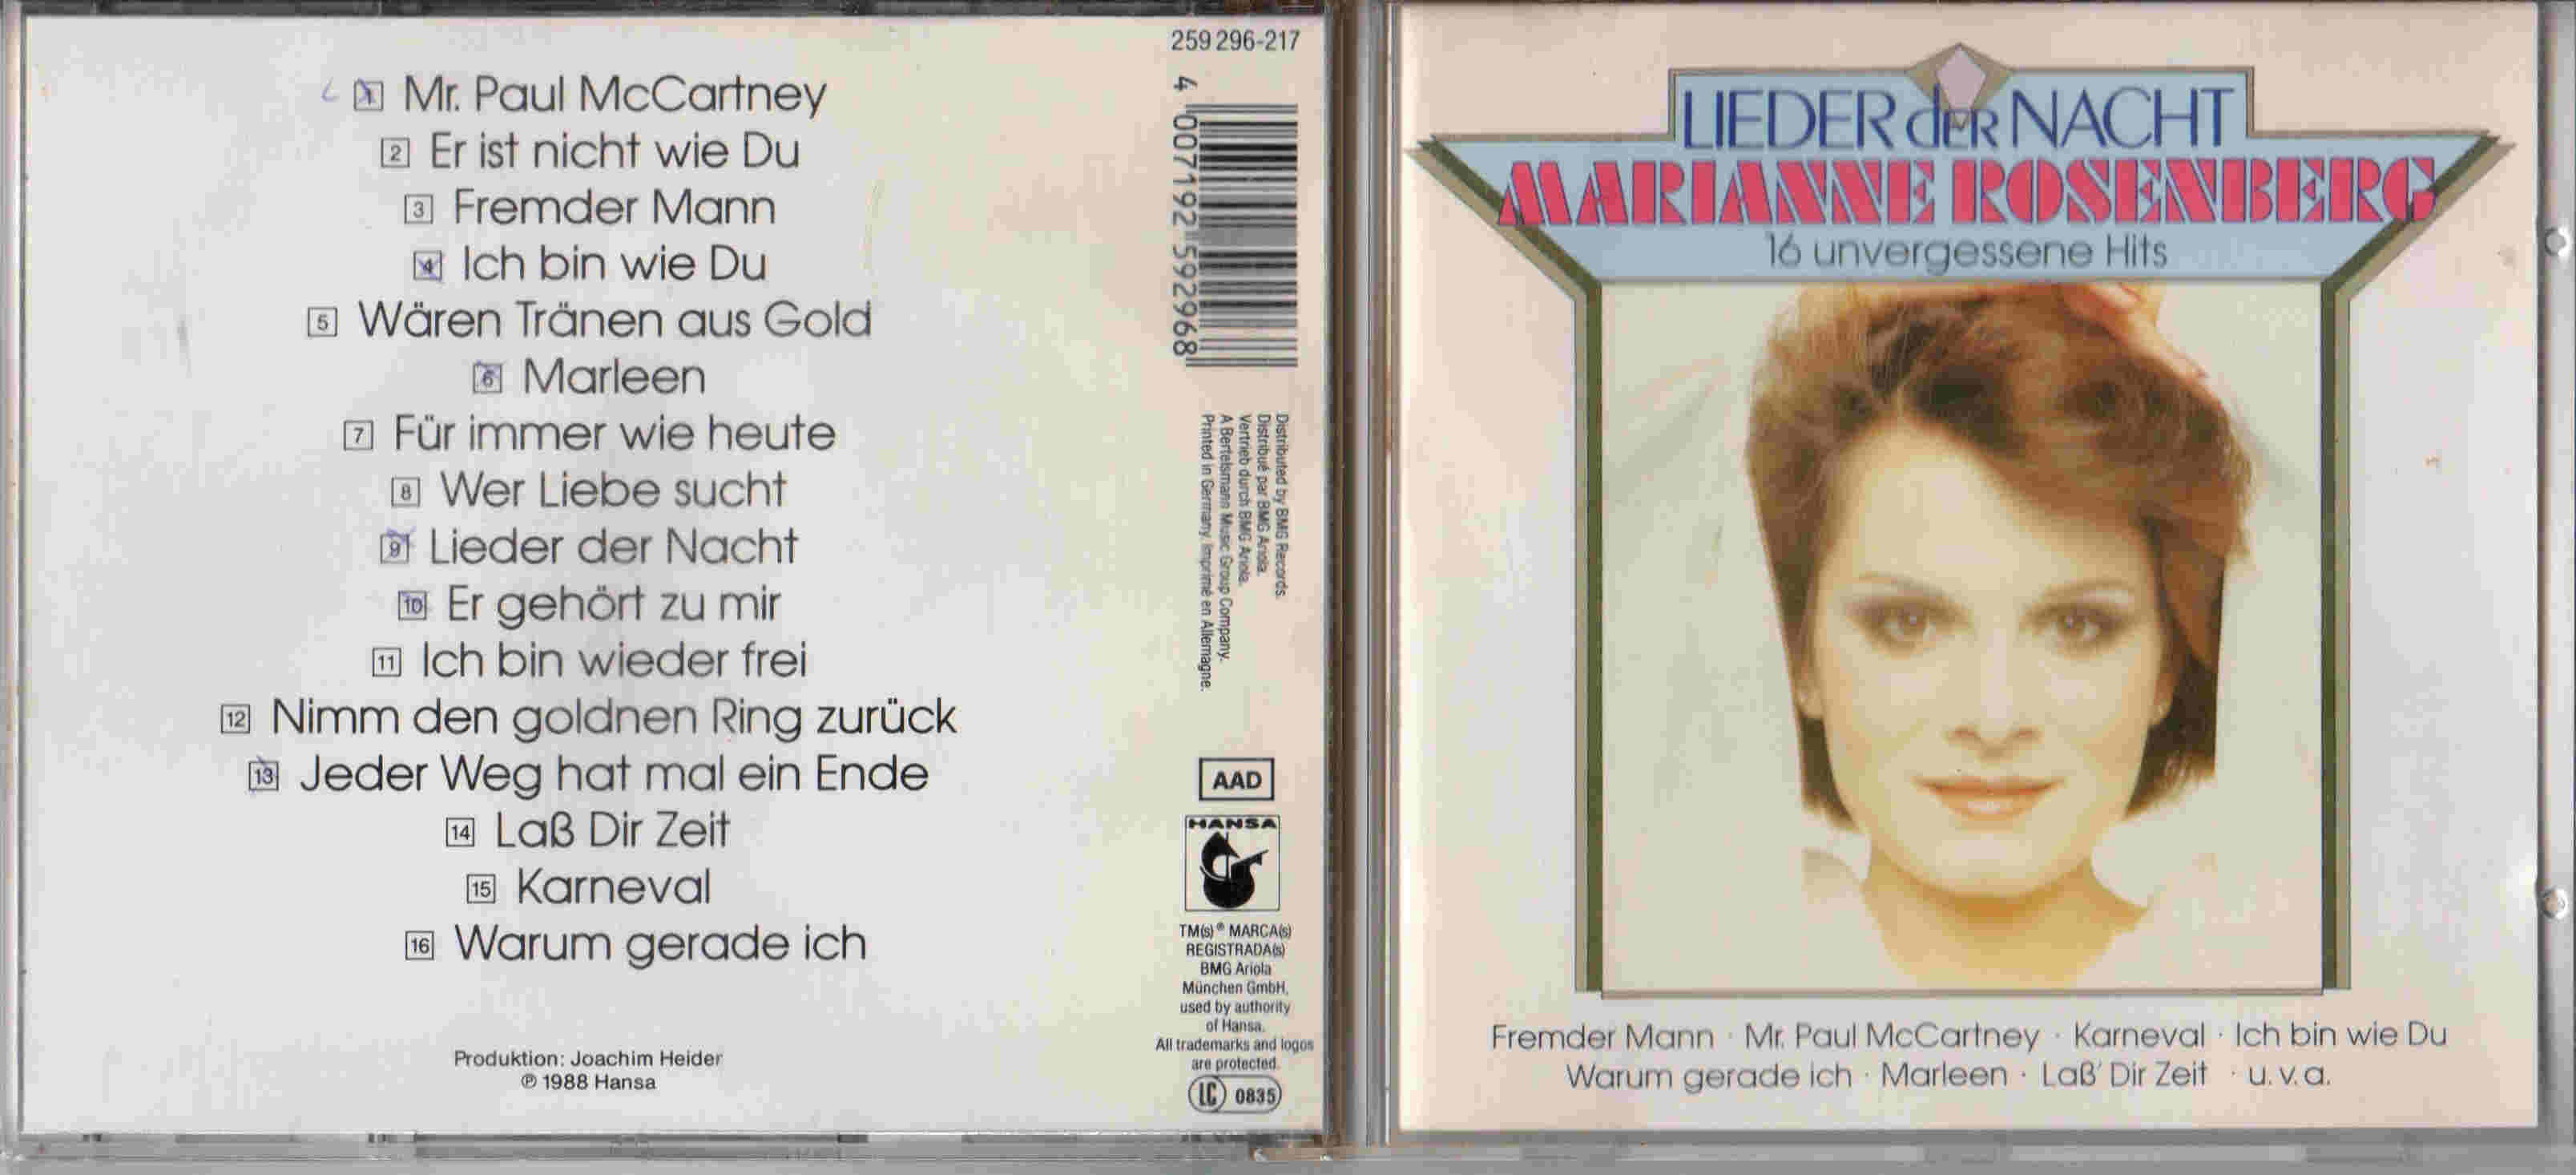 1 Mr. Paul McCartney
2 Er ist nicht wie Du
3 Fremder Mann
4 Ich bin wie Du
5 Wären Tränen aus Gold
6 Marleen
7 Für immer wie heute
8 Wer Liebe sucht
9 Lieder der Nacht
10 Er gehört zu mir
11 Ich bin wieder frei
12 Nimm den goldnen Ring zurück
13 Jeder Weg hat mal ein Ende
14 Laß Dir Zeit
15 Karneval
16 Warum gerade ich
Produktion: Joachim Heider
℗ 1988 Hansa
259 296-217
4 007192 592968
Distributed by BMG Records.
Distribué par BMG Ariola.
Vertrieb durch BMG Ariola.
A Bertelsmann Music Group Company.
Printed in Germany. Imprimé en Allemagne.
AAD
HANSA
TM(s)® MARCA(s)
REGISTRADA(s)
BMG Ariola
München GmbH,
used by authority
of Hansa.
All trademarks and logos
are protected.
LC 0835
LIEDER der NACHT
MARIANNE ROSENBERG
16 unvergessene Hits
Fremder Mann · Mr. Paul McCartney · Karneval · Ich bin wie Du
Warum gerade ich · Marleen · Laß' Dir Zeit · u. v. a.